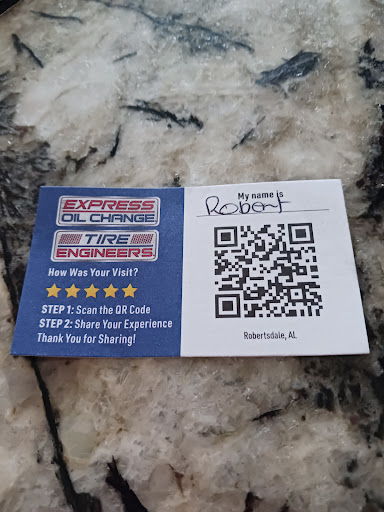 EXPRESS
OIL CHANGE
TIRE
ENGINEERS
How Was Your Visit?
STEP 1: Scan the QR Code
STEP 2: Share Your Experience
Thank You for Sharing!
My name is
Robert
Robertsdale, AL